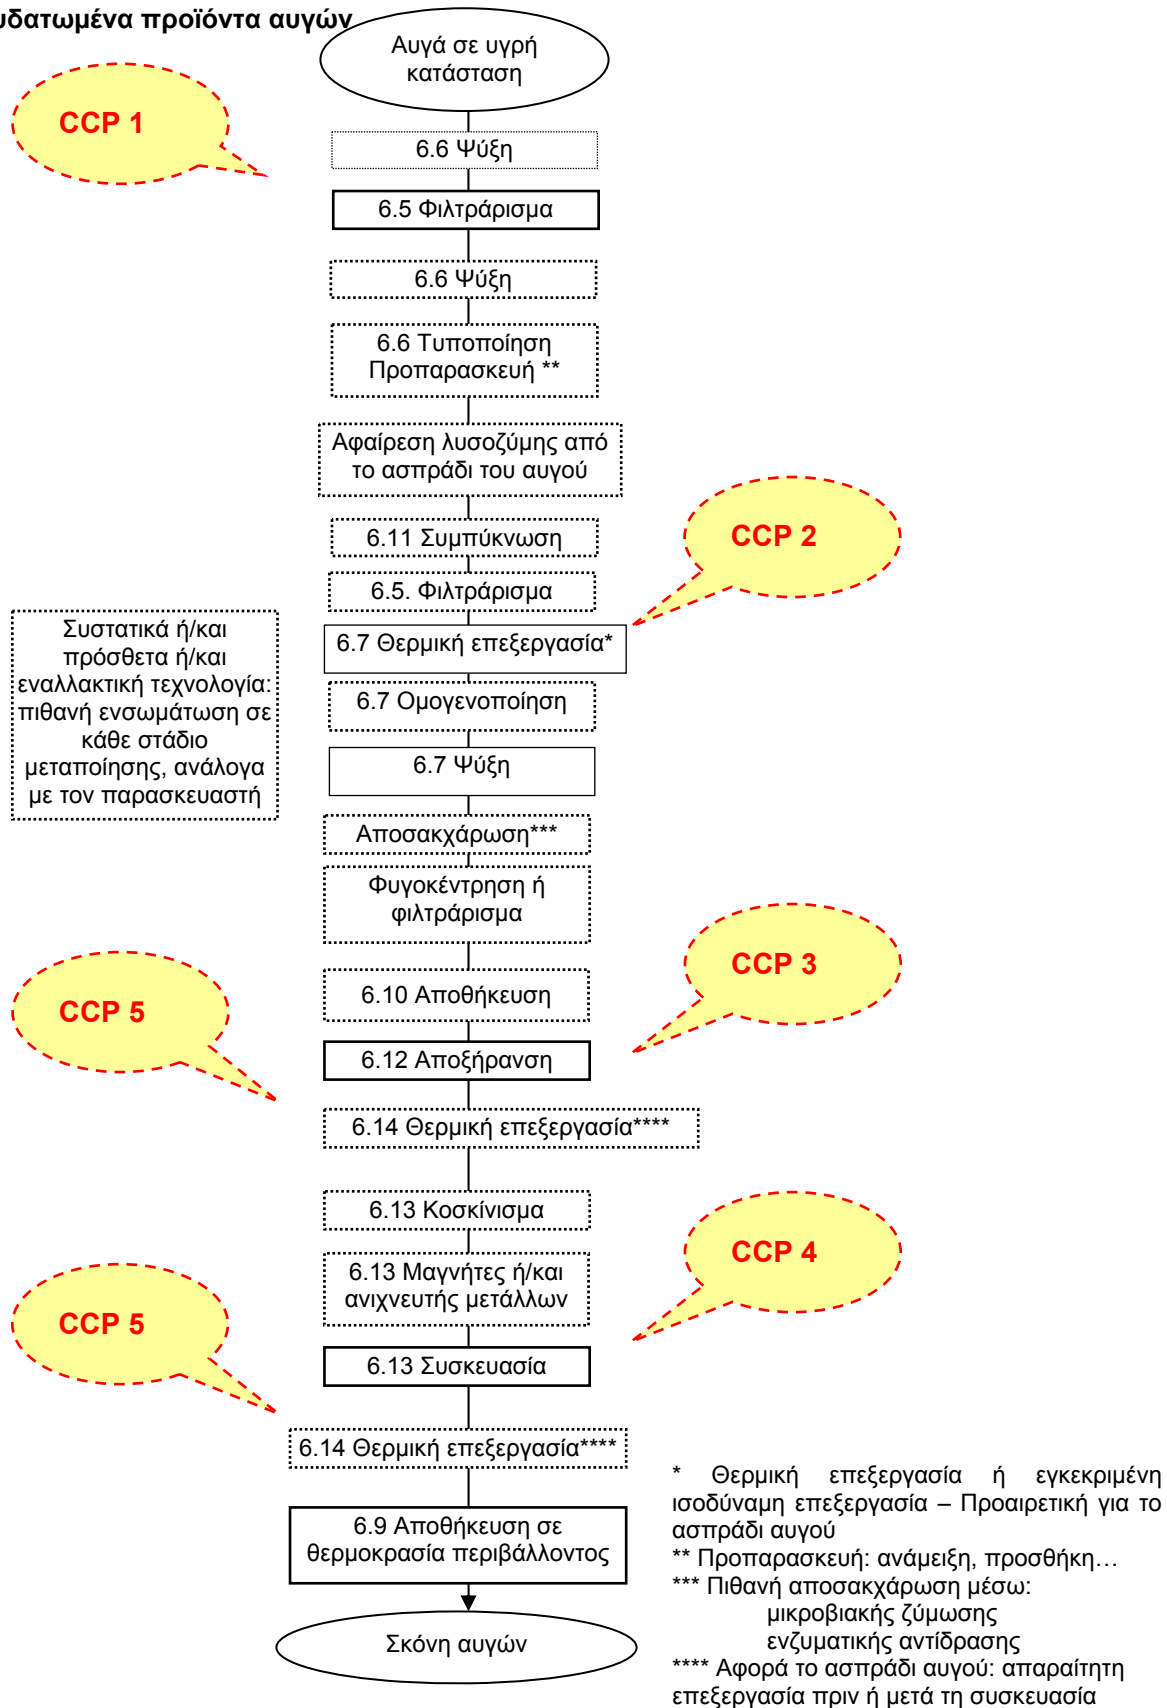 υδατωμένα προϊόντα αυγών
Αυγά σε υγρή
κατάσταση
CCP 1
6.6 Ψύξη
6.5 Φιλτράρισμα
6.6 Ψύξη
6.6 Τυποποίηση
Προπαρασκευή **
Αφαίρεση λυσοζύμης από
το ασπράδι του αυγού
6.11 Συμπύκνωση
CCP 2
6.5. Φιλτράρισμα
6.7 Θερμική επεξεργασία*
Συστατικά ή/και
πρόσθετα ή/και
εναλλακτική τεχνολογία:
πιθανή ενσωμάτωση σε
κάθε στάδιο
μεταποίησης, ανάλογα
με τον παρασκευαστή
6.7 Ομογενοποίηση
6.7 Ψύξη
Αποσακχάρωση***
Φυγοκέντρηση ή
φιλτράρισμα
CCP 3
6.10 Αποθήκευση
CCP 5
6.12 Αποξήρανση
6.14 Θερμική επεξεργασία****
6.13 Κοσκίνισμα
CCP 4
6.13 Μαγνήτες ή/και
ανιχνευτής μετάλλων
CCP 5
6.13 Συσκευασία
6.14 Θερμική επεξεργασία****
6.9 Αποθήκευση σε
θερμοκρασία περιβάλλοντος
Σκόνη αυγών
* Θερμική επεξεργασία ή εγκεκριμένη
ισοδύναμη επεξεργασία – Προαιρετική για το
ασπράδι αυγού
** Προπαρασκευή: ανάμειξη, προσθήκη…
*** Πιθανή αποσακχάρωση μέσω:
μικροβιακής ζύμωσης
ενζυματικής αντίδρασης
**** Αφορά το ασπράδι αυγού: απαραίτητη
επεξεργασία πριν ή μετά τη συσκευασία